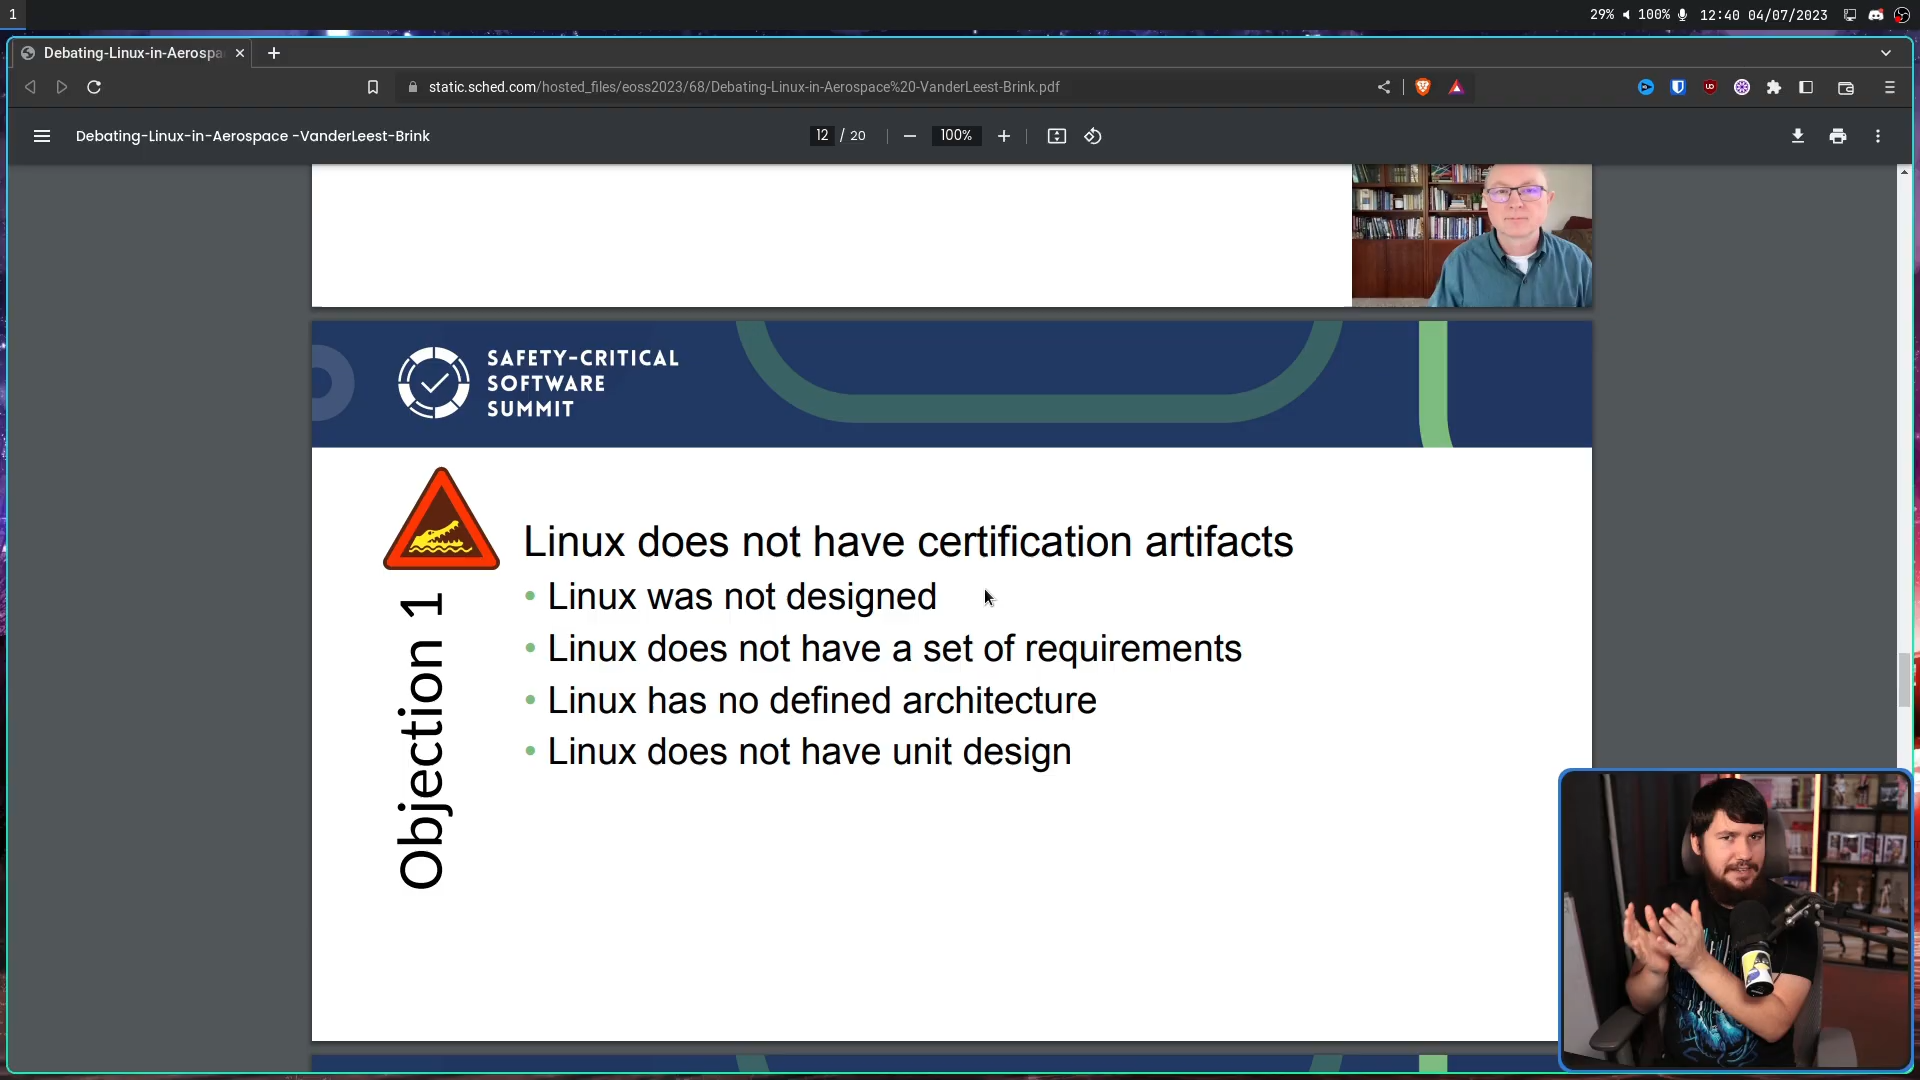 1
29%
100%
12:40 04/07/2023
Debating-Linux-in-Aerospa
static.sched.com/hosted_files/eoss2023/68/Debating-Linux-in-Aerospace%20-VanderLeest-Brink.pdf
Debating-Linux-in-Aerospace -VanderLeest-Brink
12 / 20
100%
SAFETY-CRITICAL
SOFTWARE
SUMMIT
Objection 1
Linux does not have certification artifacts
• Linux was not designed
• Linux does not have a set of requirements
• Linux has no defined architecture
• Linux does not have unit design